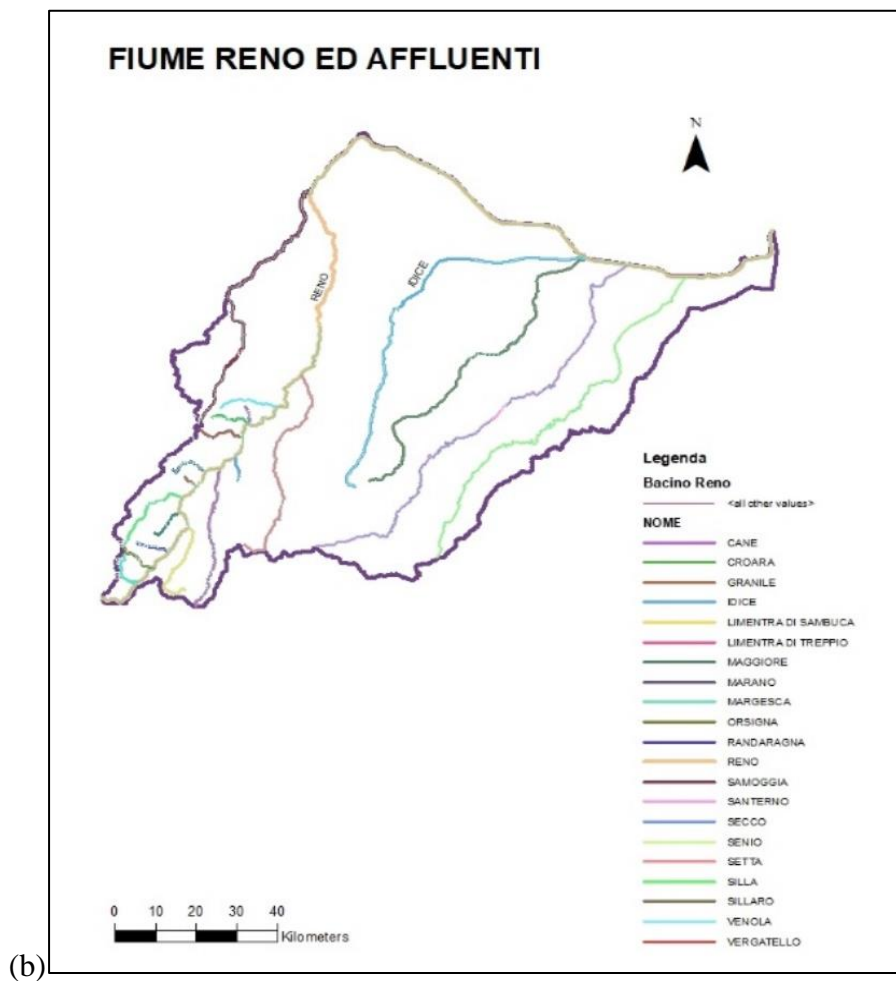 FIUME RENO ED AFFLUENTI
N
RENO
IDICE
Legenda
Bacino Reno
<all other values>
NOME
CANE
CROARA
GRANILE
IDICE
LIMENTRA DI SAMBUCA
LIMENTRA DI TREPPIO
MAGGIORE
MARANO
MARGESCA
ORSIGNA
RANDARAGNA
RENO
SAMOGGIA
SANTERNO
SECCO
SENIO
SETTA
SILLA
SILLARO
VENOLA
VERGATELLO
0 10 20 30 40
Kilometers
(b)